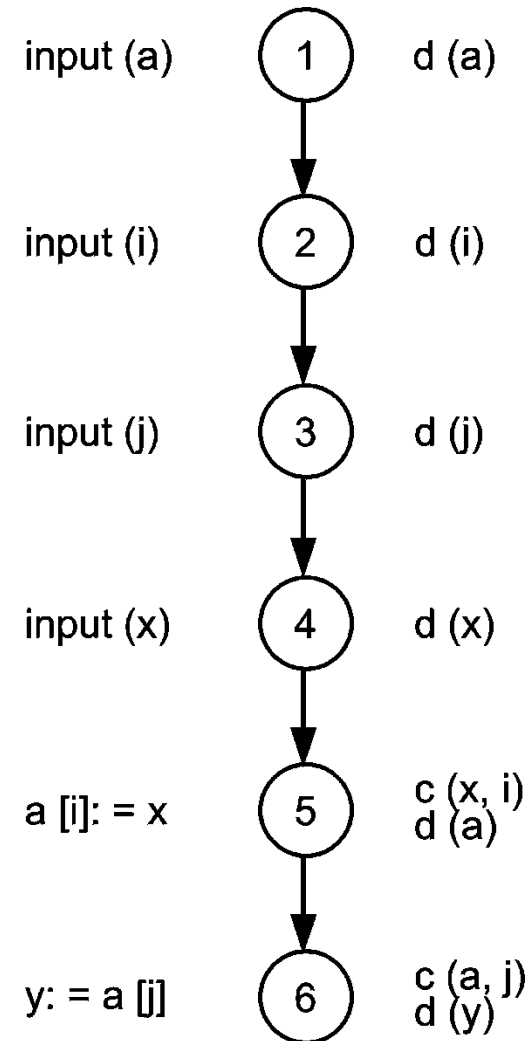 input (a) 1 d (a)
input (i) 2 d (i)
input (j) 3 d (j)
input (x) 4 d (x)
a [i]: = x 5 c (x, i)
d (a)
y: = a [j] 6 c (a, j)
d (y)